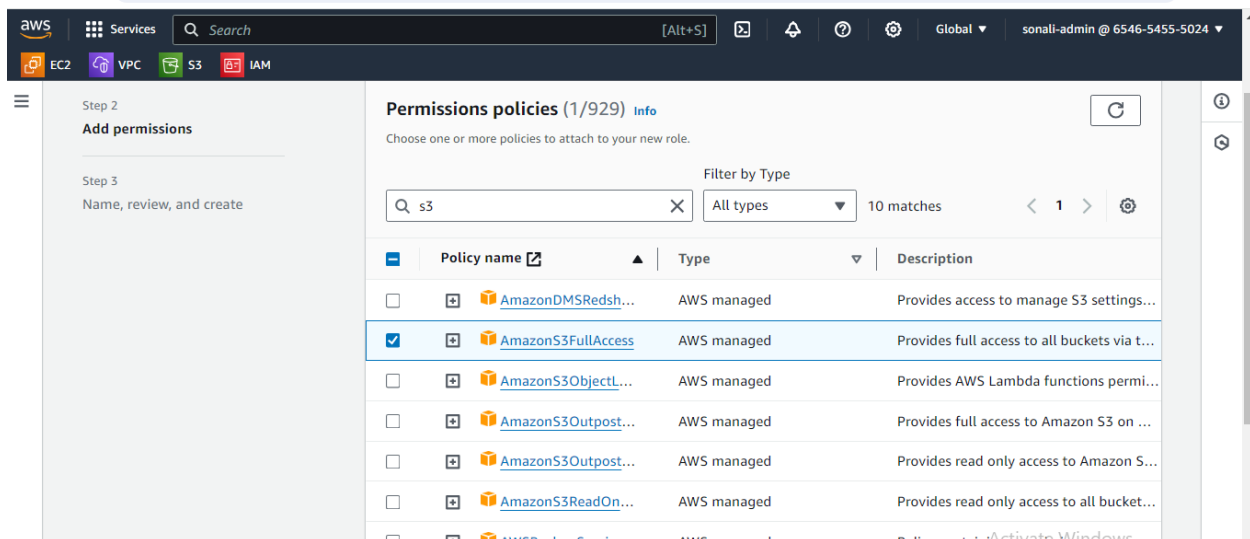 aws Services Search [Alt+S] Global sonali-admin @ 6546-5455-5024
EC2 VPC S3 IAM
Step 2
Add permissions
Step 3
Name, review, and create
Permissions policies (1/929) Info
Choose one or more policies to attach to your new role.
Filter by Type
s3 All types 10 matches 1
Policy name Type Description
AmazonDMSRedsh... AWS managed Provides access to manage S3 settings...
AmazonS3FullAccess AWS managed Provides full access to all buckets via t...
AmazonS3ObjectL... AWS managed Provides AWS Lambda functions permi...
AmazonS3Outpost... AWS managed Provides full access to Amazon S3 on ...
AmazonS3Outpost... AWS managed Provides read only access to Amazon S...
AmazonS3ReadOn... AWS managed Provides read only access to all bucket...
Activate Windows